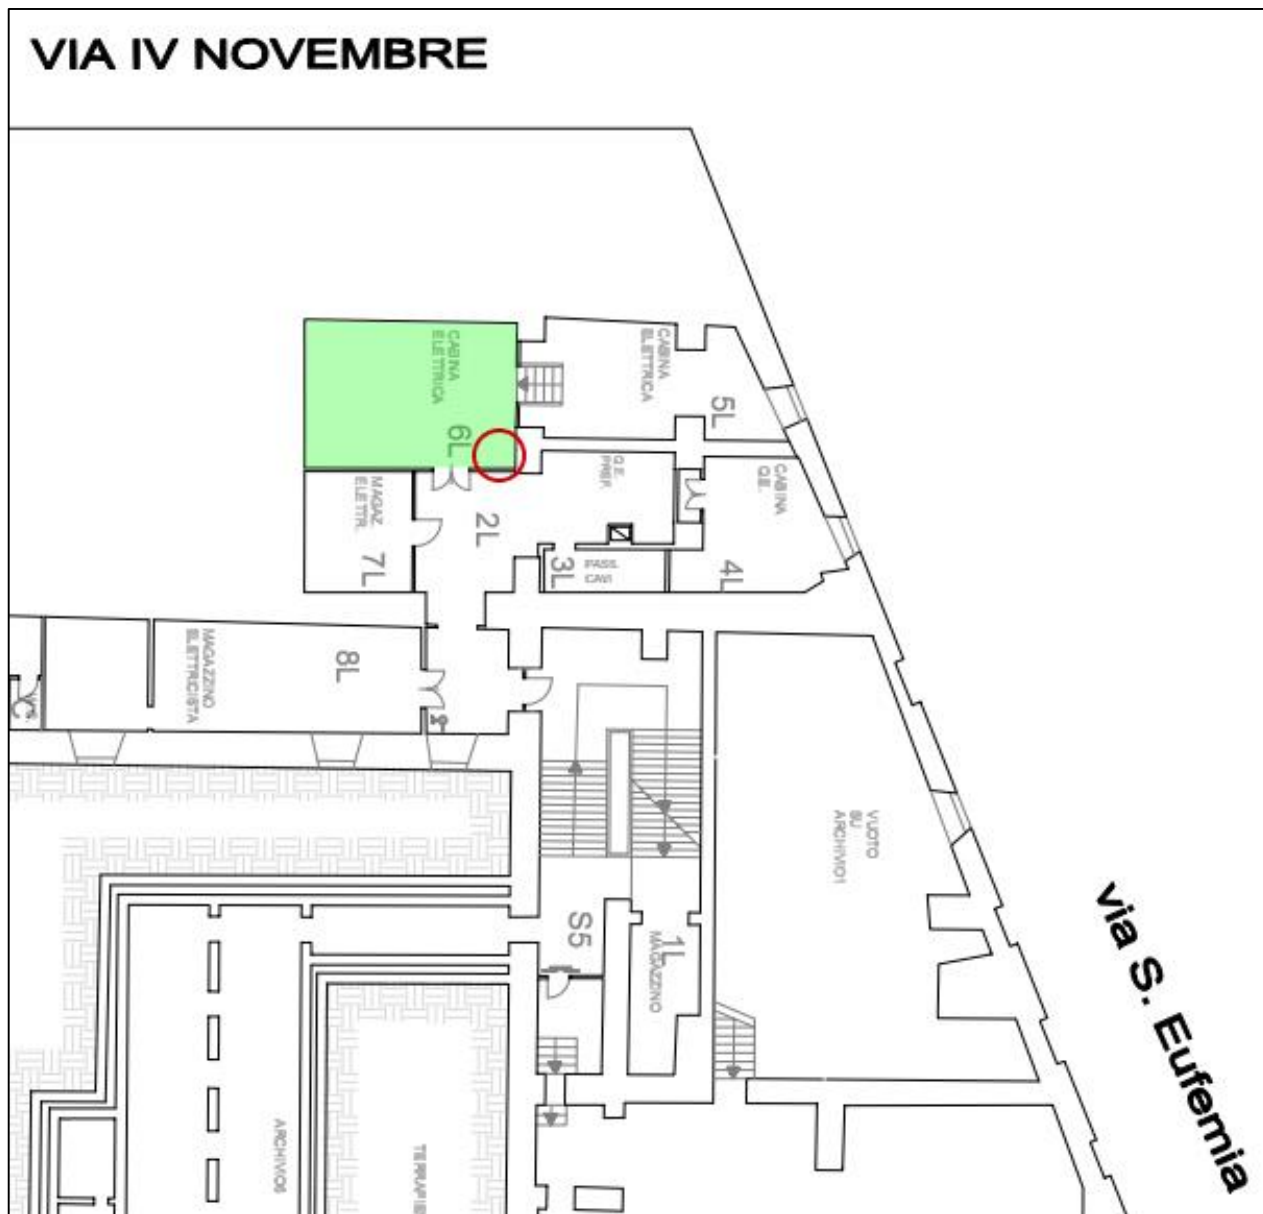 VIA IV NOVEMBRE
CABINA
ELETTRICA
6L
CABINA
ELETTRICA
5L
MAGAZ.
ELETTR.
7L
2L
Q.E.
PREF.
CABINA
Q.E.
3L
PASS.
CAVI
4L
MAGAZZINO
ELETTRICISTA
8L
VUOTO
SU
ARCHIVIO1
S5
1L
MAGAZZINO
via S. Eufemia
ARCHIVIO6